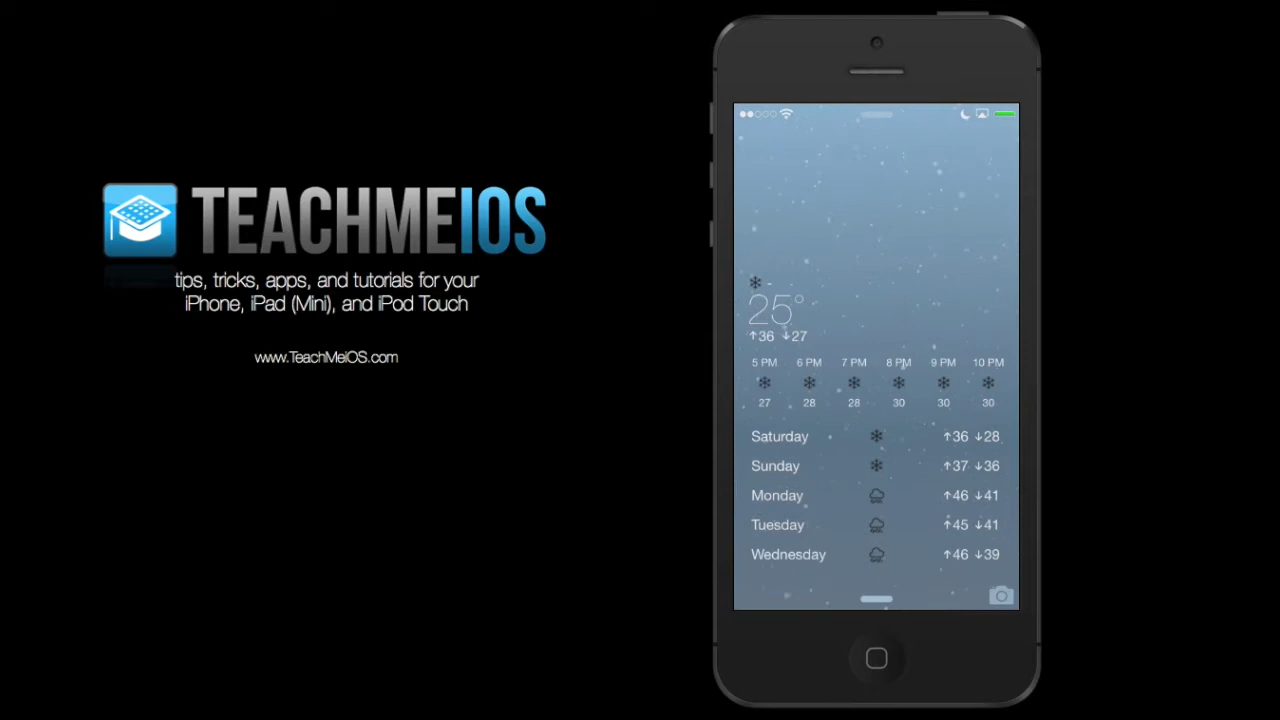 TEACHMEIOS
tips, tricks, apps, and tutorials for your
iPhone, iPad (Mini), and iPod Touch
www.TeachMeiOS.com
-
25°
↑36 ↓27
5 PM 6 PM 7 PM 8 PM 9 PM 10 PM
27 28 28 30 30 30
Saturday ↑36 ↓28
Sunday ↑37 ↓36
Monday ↑46 ↓41
Tuesday ↑45 ↓41
Wednesday ↑46 ↓39